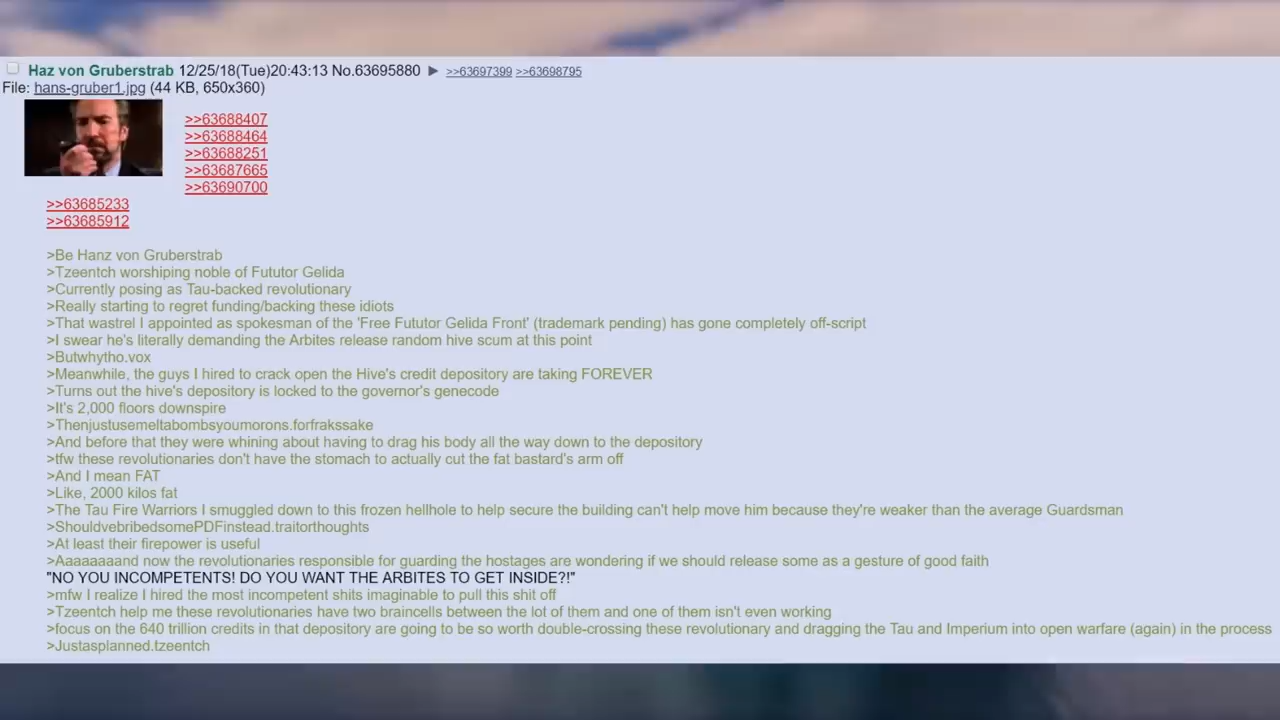 Haz von Gruberstrab 12/25/18(Tue)20:43:13 No.63695880 ▶ >>63697399 >>63698795
File: hans-gruber1.jpg (44 KB, 650x360)
>>63688407
>>63688464
>>63688251
>>63687665
>>63690700
>>63685233
>>63685912
>Be Hanz von Gruberstrab
>Tzeentch worshiping noble of Fututor Gelida
>Currently posing as Tau-backed revolutionary
>Really starting to regret funding/backing these idiots
>That wastrel I appointed as spokesman of the 'Free Fututor Gelida Front' (trademark pending) has gone completely off-script
>I swear he's literally demanding the Arbites release random hive scum at this point
>Butwhytho.vox
>Meanwhile, the guys I hired to crack open the Hive's credit depository are taking FOREVER
>Turns out the hive's depository is locked to the governor's genecode
>It's 2,000 floors downspire
>Thenjustusemeltabombsyoumorons.forfrakssake
>And before that they were whining about having to drag his body all the way down to the depository
>tfw these revolutionaries don't have the stomach to actually cut the fat bastard's arm off
>And I mean FAT
>Like, 2000 kilos fat
>The Tau Fire Warriors I smuggled down to this frozen hellhole to help secure the building can't help move him because they're weaker than the average Guardsman
>ShouldvebribedsomePDFinstead.traitorthoughts
>At least their firepower is useful
>Aaaaaaaand now the revolutionaries responsible for guarding the hostages are wondering if we should release some as a gesture of good faith
"NO YOU INCOMPETENTS! DO YOU WANT THE ARBITES TO GET INSIDE?!"
>mfw I realize I hired the most incompetent shits imaginable to pull this shit off
>Tzeentch help me these revolutionaries have two braincells between the lot of them and one of them isn't even working
>focus on the 640 trillion credits in that depository are going to be so worth double-crossing these revolutionary and dragging the Tau and Imperium into open warfare (again) in the process
>Justasplanned.tzeentch